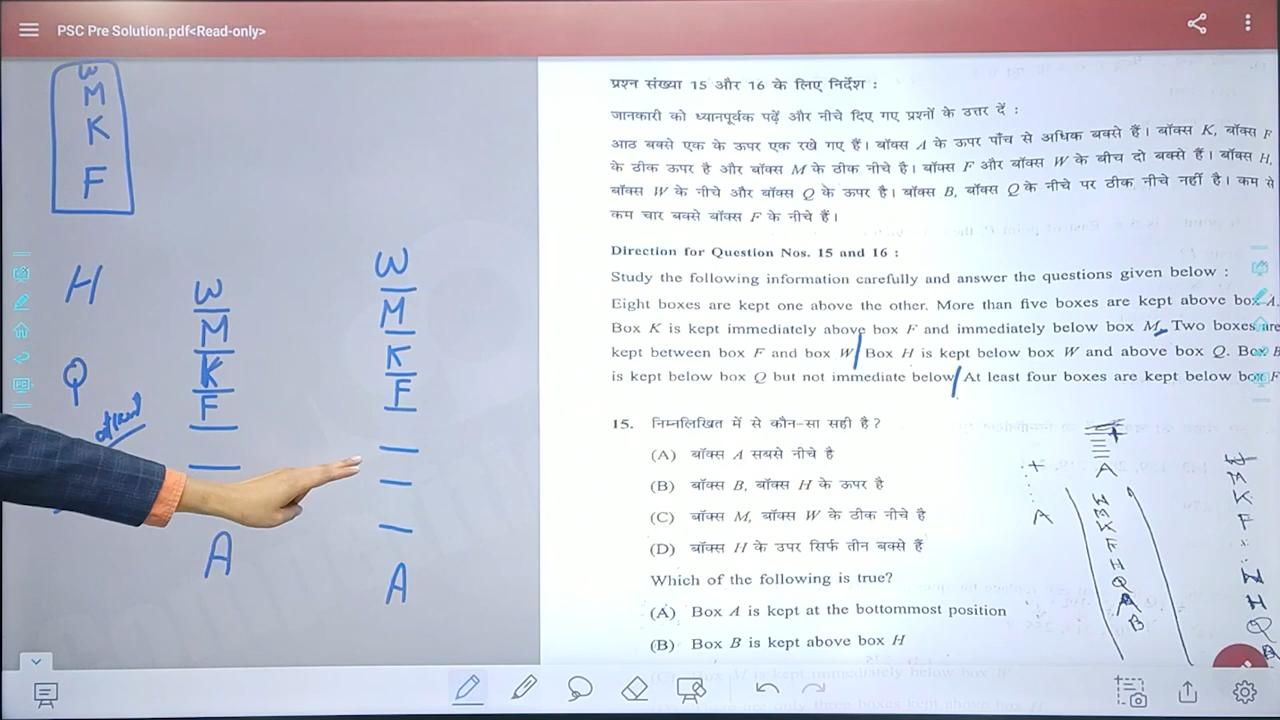 PSC Pre Solution.pdf<Read-only>
W
M
K
F
H
Q
W
M
K
F
A
W
M
K
F
A
प्रश्न संख्या 15 और 16 के लिए निर्देश :
जानकारी को ध्यानपूर्वक पढ़ें और नीचे दिए गए प्रश्नों के उत्तर दें :
आठ बक्से एक के ऊपर एक रखे गए हैं। बॉक्स A के ऊपर पाँच से अधिक बक्से हैं। बॉक्स K, बॉक्स F
के ठीक ऊपर है और बॉक्स M के ठीक नीचे है। बॉक्स F और बॉक्स W के बीच दो बक्से हैं। बॉक्स H,
बॉक्स W के नीचे और बॉक्स Q के ऊपर है। बॉक्स B, बॉक्स Q के नीचे पर ठीक नीचे नहीं है। कम से
कम चार बक्से बॉक्स F के नीचे हैं।
Direction for Question Nos. 15 and 16 :
Study the following information carefully and answer the questions given below :
Eight boxes are kept one above the other. More than five boxes are kept above box A.
Box K is kept immediately above box F and immediately below box M. Two boxes are
kept between box F and box W. Box H is kept below box W and above box Q. Box B
is kept below box Q but not immediate below. At least four boxes are kept below box F
15. निम्नलिखित में से कौन-सा सही है?
(A) बॉक्स A सबसे नीचे है
(B) बॉक्स B, बॉक्स H के ऊपर है
(C) बॉक्स M, बॉक्स W के ठीक नीचे है
(D) बॉक्स H के उपर सिर्फ तीन बक्से हैं
Which of the following is true?
(A) Box A is kept at the bottommost position
(B) Box B is kept above box H
A
A
W
M
K
F
H
Q
A
B
W
M
K
F
W
H
Q